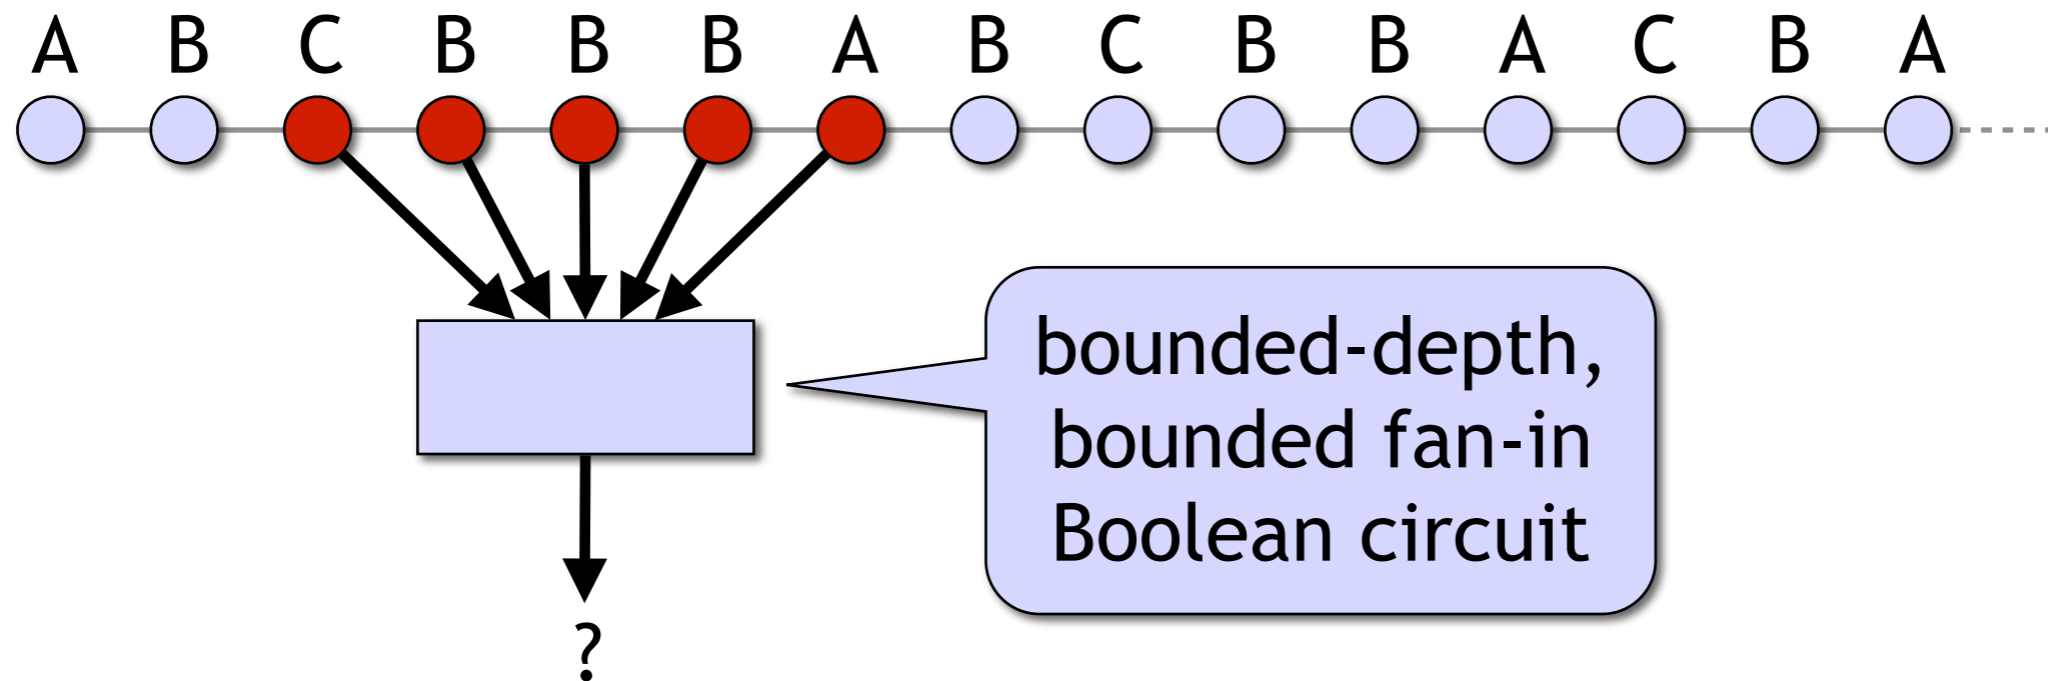 A B C B B B A B C B B A C B A
bounded-depth,
bounded fan-in
Boolean circuit
?